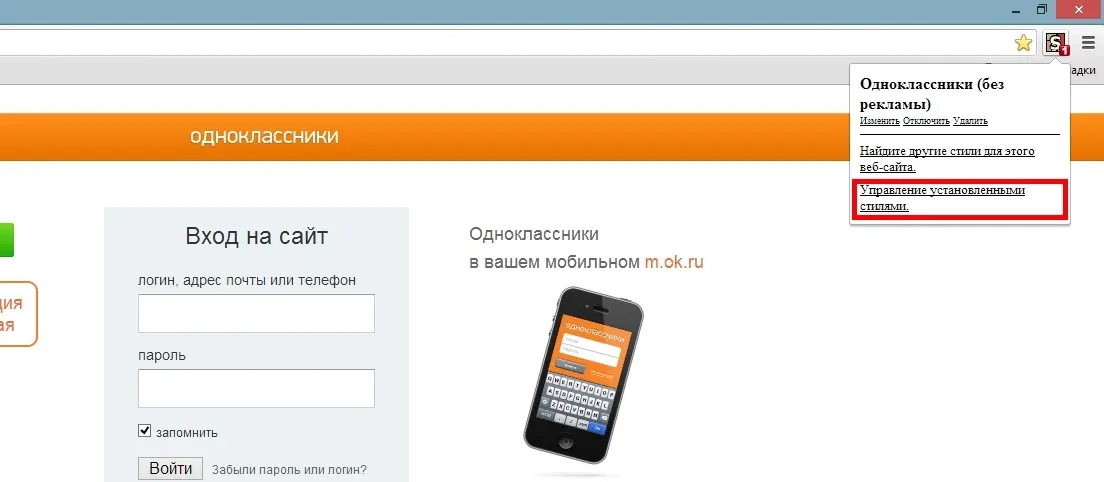 S
1
адки
Одноклассники (без
рекламы)
Изменить Отключить Удалить
Найдите другие стили для этого
веб-сайта.
Управление установленными
стилями.
одноклассники
Вход на сайт
логин, адрес почты или телефон
пароль
запомнить
Войти Забыли пароль или логин?
ция
ая
Одноклассники
в вашем мобильном m.ok.ru
одноклассники